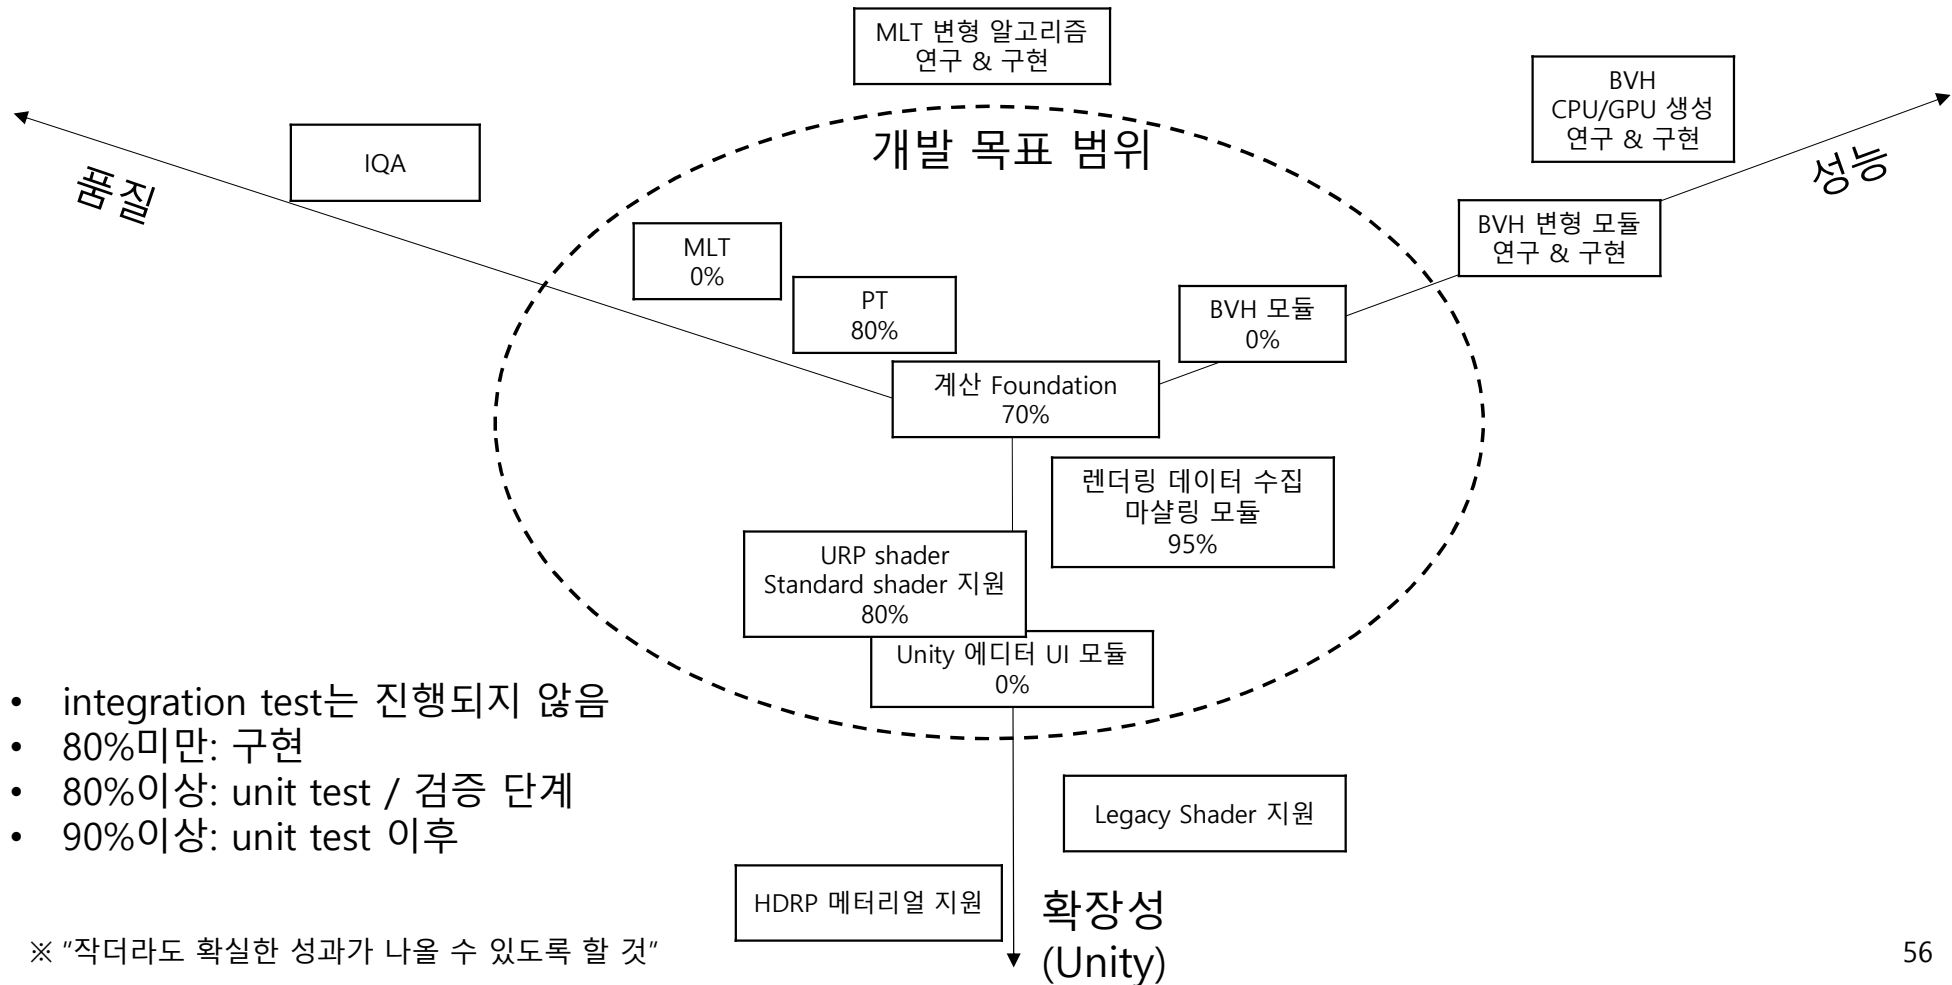 MLT 변형 알고리즘
연구 & 구현
BVH
CPU/GPU 생성
연구 & 구현
개발 목표 범위
IQA
품질
성능
MLT
0%
BVH 변형 모듈
연구 & 구현
PT
80%
BVH 모듈
0%
계산 Foundation
70%
렌더링 데이터 수집
마샬링 모듈
95%
URP shader
Standard shader 지원
80%
Unity 에디터 UI 모듈
0%
• integration test는 진행되지 않음
• 80%미만: 구현
• 80%이상: unit test / 검증 단계
• 90%이상: unit test 이후
Legacy Shader 지원
HDRP 메터리얼 지원
확장성
(Unity)
※ "작더라도 확실한 성과가 나올 수 있도록 할 것"
56